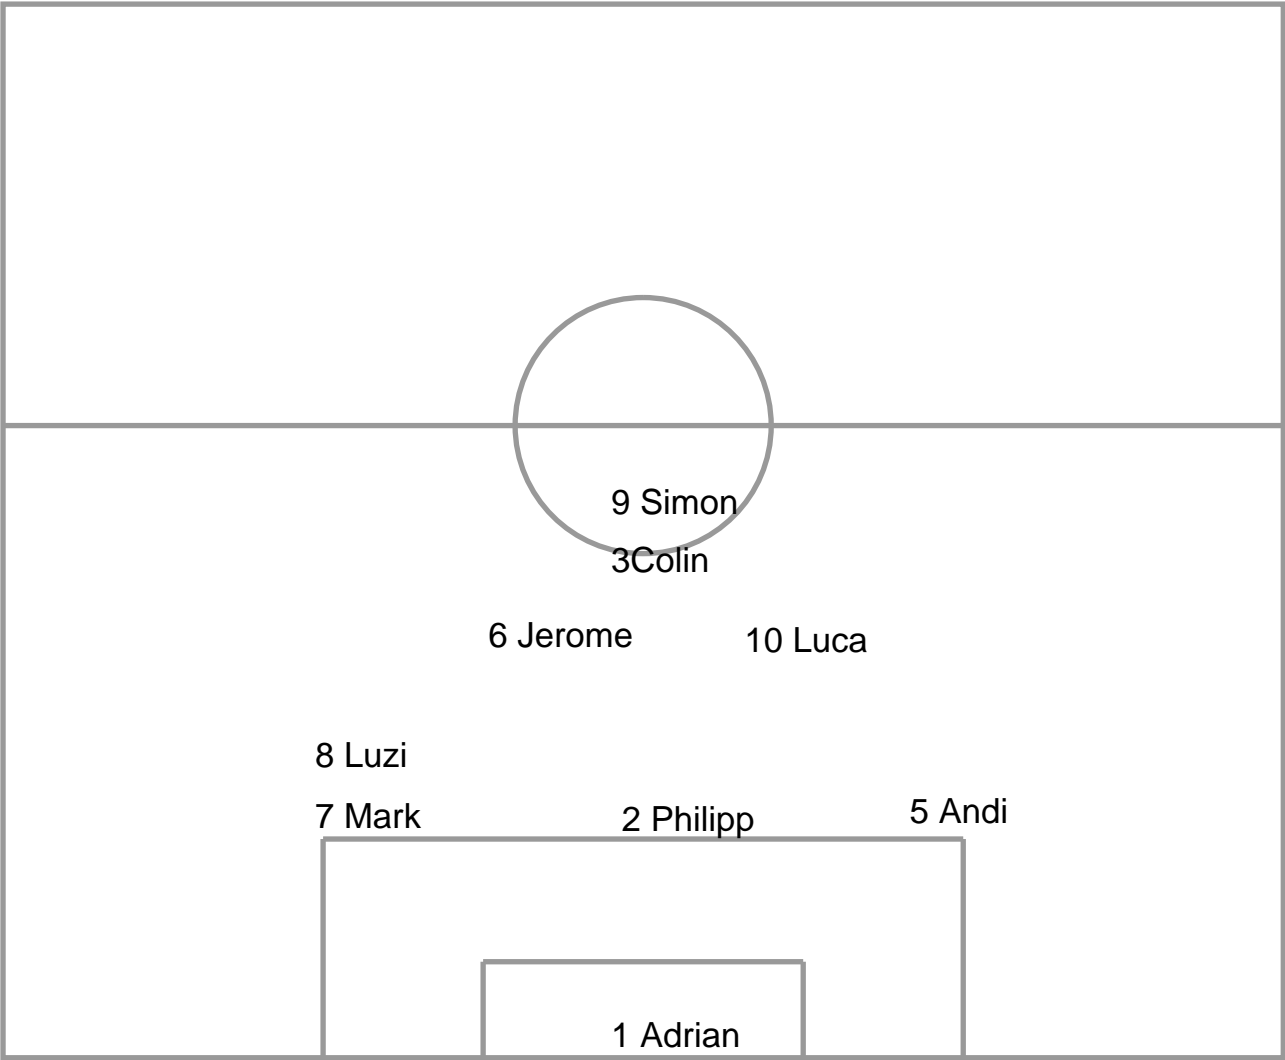 9 Simon
3Colin
6 Jerome
10 Luca
8 Luzi
7 Mark
2 Philipp
5 Andi
1 Adrian